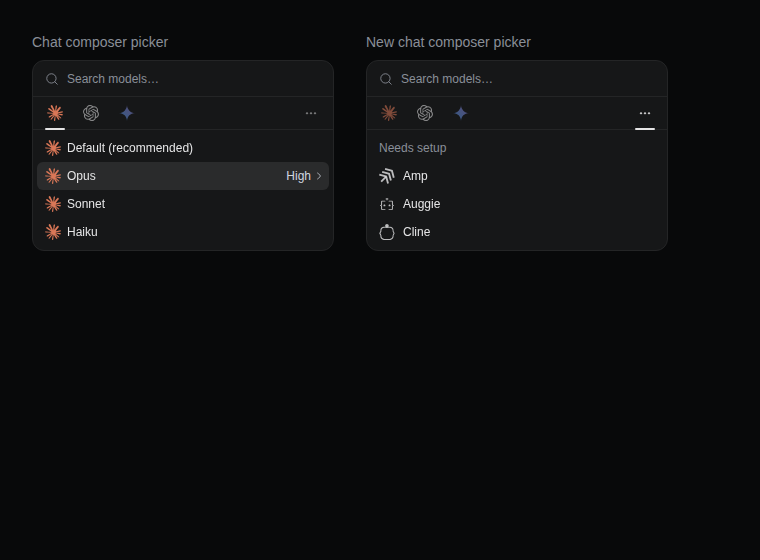 Chat composer picker
Search models…
Default (recommended)
Opus High
Sonnet
Haiku
New chat composer picker
Search models…
Needs setup
Amp
Auggie
Cline